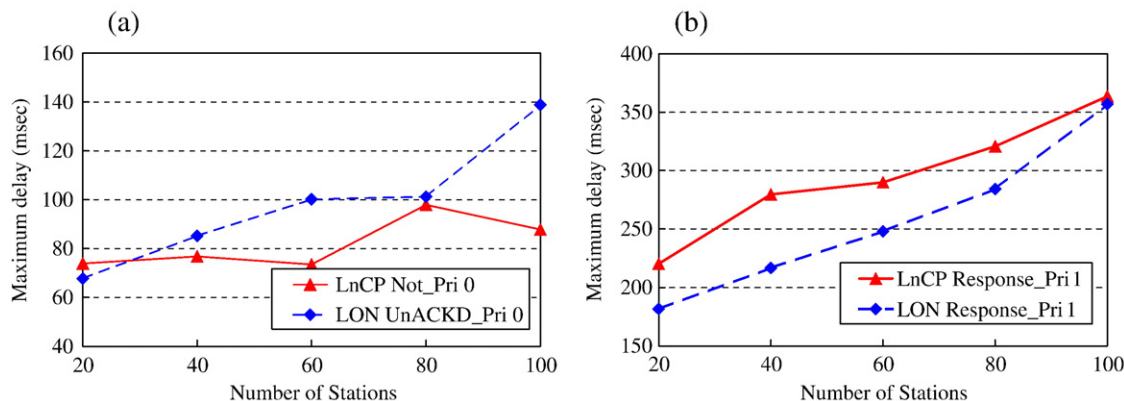 (a)
160
140
120
100
80
60
40
Maximum delay (msec)
LnCP Not_Pri 0
LON UnACKD_Pri 0
20 40 60 80 100
Number of Stations
(b)
400
350
300
250
200
150
Maximum delay (msec)
LnCP Response_Pri 1
LON Response_Pri 1
20 40 60 80 100
Number of Stations